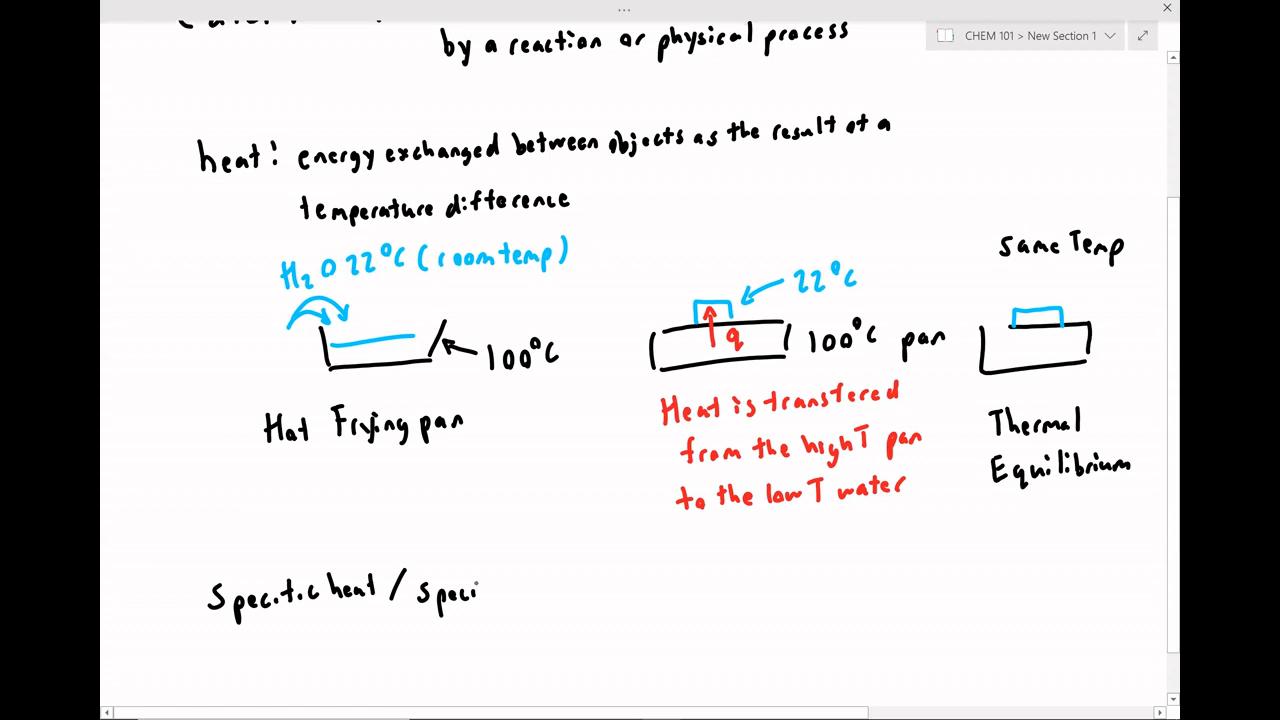 by a reaction or physical process
CHEM 101 > New Section 1
heat: energy exchanged between objects as the result of a
temperature difference
H₂O 22°C (room temp)
100°C
Hot Frying pan
22°C
q
100°C pan
Heat is transfered
from the high T pan
to the low T water
Same Temp
Thermal
Equilibrium
Specific heat / speci